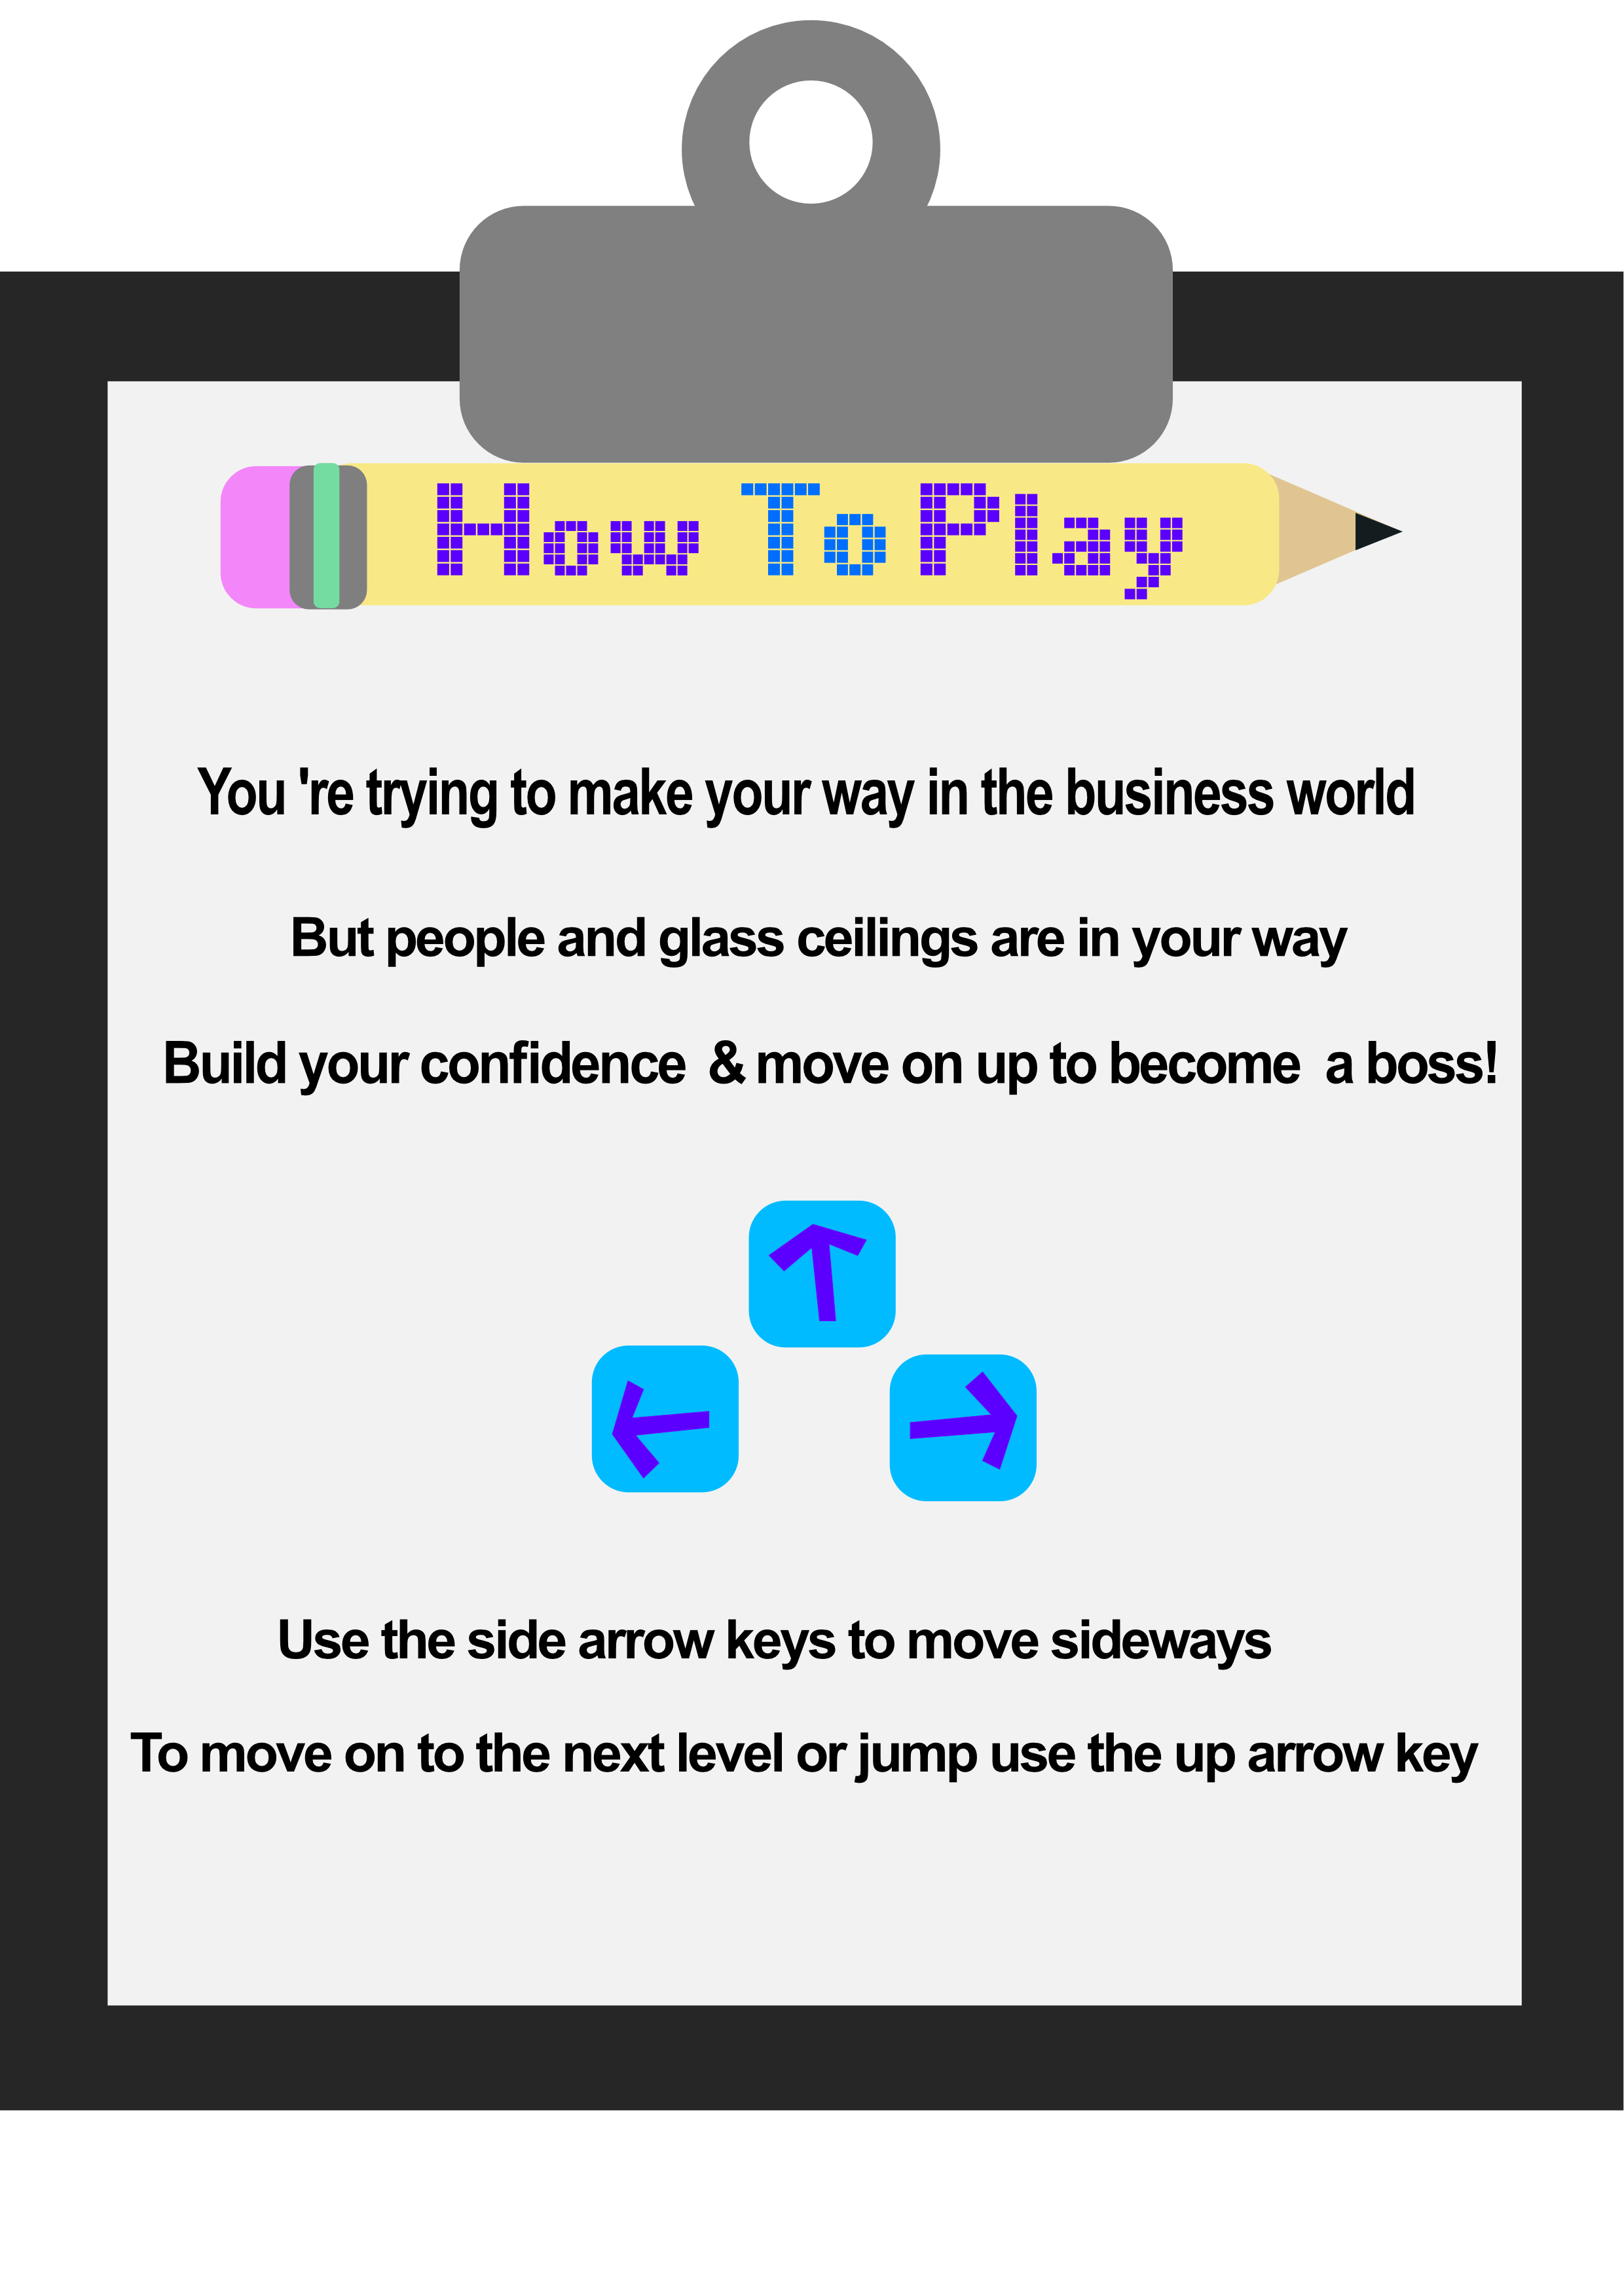 How To Play
You 're trying to make your way in the business world
But people and glass ceilings are in your way
Build your confidence & move on up to become a boss!
Use the side arrow keys to move sideways
To move on to the next level or jump use the up arrow key